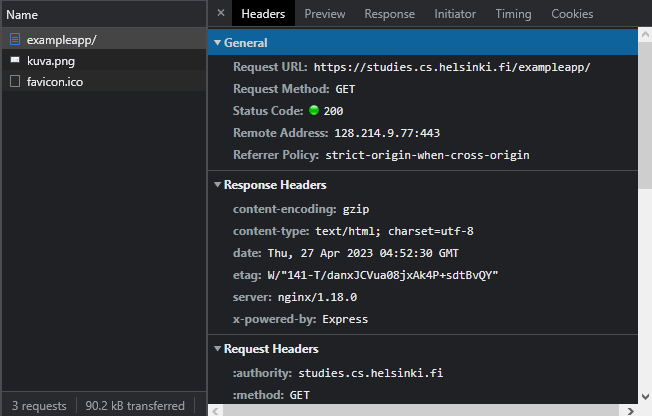 Name
exampleapp/
kuva.png
favicon.ico
3 requests
90.2 kB transferred
× Headers Preview Response Initiator Timing Cookies
General
Request URL: https://studies.cs.helsinki.fi/exampleapp/
Request Method: GET
Status Code: 200
Remote Address: 128.214.9.77:443
Referrer Policy: strict-origin-when-cross-origin
Response Headers
content-encoding: gzip
content-type: text/html; charset=utf-8
date: Thu, 27 Apr 2023 04:52:30 GMT
etag: W/"141-T/danxJCVua08jxAk4P+sdtBvQY"
server: nginx/1.18.0
x-powered-by: Express
Request Headers
:authority: studies.cs.helsinki.fi
:method: GET